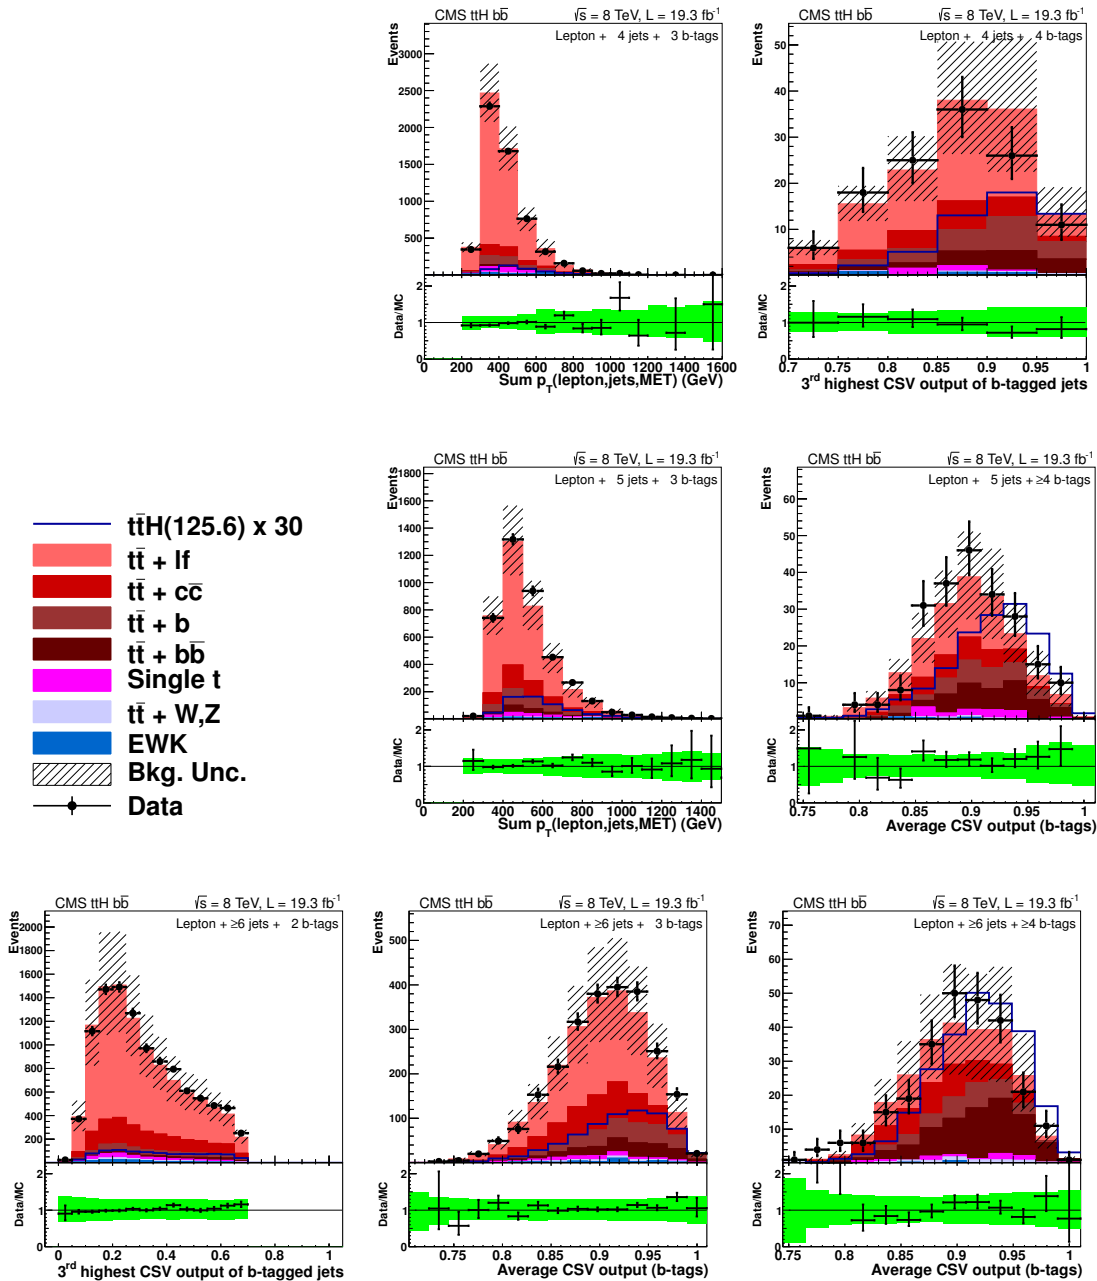 CMS ttH bb̅ √s = 8 TeV, L = 19.3 fb⁻¹
Lepton + 4 jets + 3 b-tags
Events
3000
2500
2000
1500
1000
500
Data/MC
2
1
0
0 200 400 600 800 1000 1200 1400 1600
Sum p_T(lepton,jets,MET) (GeV)
CMS ttH bb̅ √s = 8 TeV, L = 19.3 fb⁻¹
Lepton + 4 jets + 4 b-tags
Events
50
40
30
20
10
Data/MC
2
1
0
0.7 0.75 0.8 0.85 0.9 0.95 1
3rd highest CSV output of b-tagged jets
tt̅H(125.6) x 30
tt̅ + lf
tt̅ + cc̅
tt̅ + b
tt̅ + bb̅
Single t
tt̅ + W,Z
EWK
Bkg. Unc.
Data
CMS ttH bb̅ √s = 8 TeV, L = 19.3 fb⁻¹
Lepton + 5 jets + 3 b-tags
Events
1800
1600
1400
1200
1000
800
600
400
200
Data/MC
2
1
0
0 200 400 600 800 1000 1200 1400
Sum p_T(lepton,jets,MET) (GeV)
CMS ttH bb̅ √s = 8 TeV, L = 19.3 fb⁻¹
Lepton + 5 jets + ≥4 b-tags
Events
60
50
40
30
20
10
Data/MC
2
1
0
0.75 0.8 0.85 0.9 0.95 1
Average CSV output (b-tags)
CMS ttH bb̅ √s = 8 TeV, L = 19.3 fb⁻¹
Lepton + ≥6 jets + 2 b-tags
Events
2000
1800
1600
1400
1200
1000
800
600
400
200
Data/MC
2
1
0
0 0.2 0.4 0.6 0.8 1
3rd highest CSV output of b-tagged jets
CMS ttH bb̅ √s = 8 TeV, L = 19.3 fb⁻¹
Lepton + ≥6 jets + 3 b-tags
Events
500
400
300
200
100
Data/MC
2
1
0
0.75 0.8 0.85 0.9 0.95 1
Average CSV output (b-tags)
CMS ttH bb̅ √s = 8 TeV, L = 19.3 fb⁻¹
Lepton + ≥6 jets + ≥4 b-tags
Events
70
60
50
40
30
20
10
Data/MC
2
1
0
0.75 0.8 0.85 0.9 0.95 1
Average CSV output (b-tags)